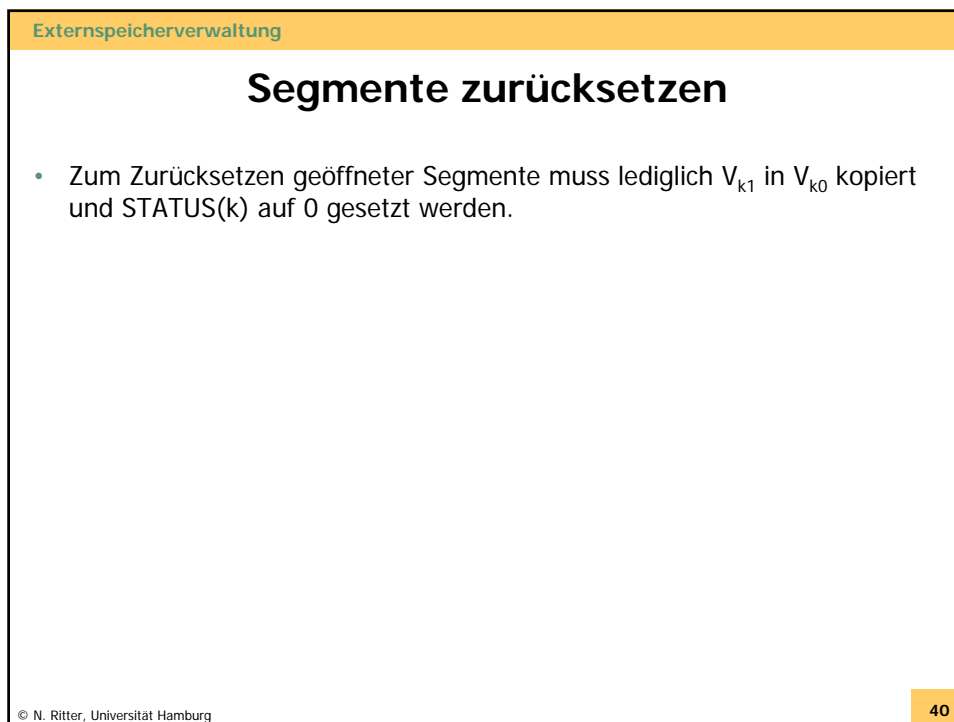 Externspeicherverwaltung
Segmente zurücksetzen
• Zum Zurücksetzen geöffneter Segmente muss lediglich Vk1 in Vk0 kopiert
und STATUS(k) auf 0 gesetzt werden.
© N. Ritter, Universität Hamburg
40